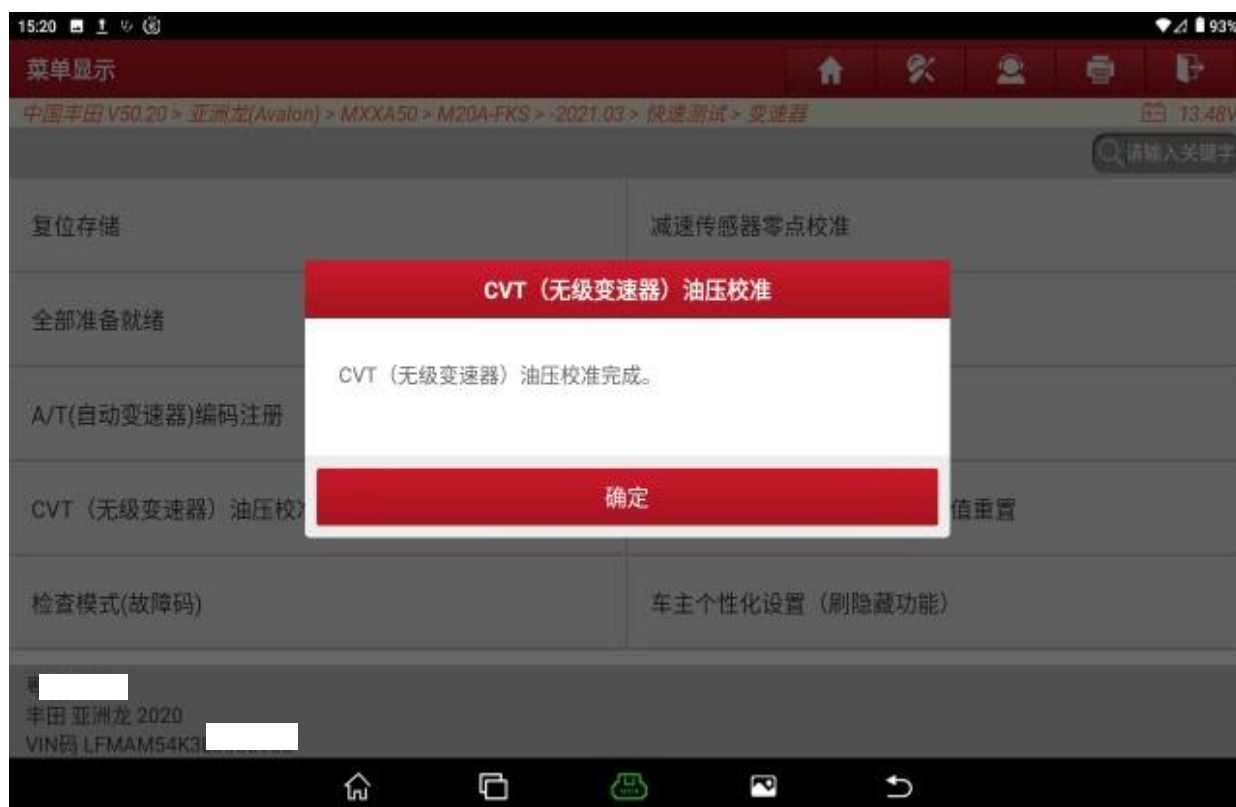 15:20
93%
菜单显示
中国丰田 V50.20 > 亚洲龙(Avalon) > MXXA50 > M20A-FKS > -2021.03 > 快速测试 > 变速器
13.48V
请输入关键字
复位存储
减速传感器零点校准
CVT（无级变速器）油压校准
全部准备就绪
CVT（无级变速器）油压校准完成。
A/T(自动变速器)编码注册
确定
CVT（无级变速器）油压校
值重置
检查模式(故障码)
车主个性化设置（刷隐藏功能）
丰田 亚洲龙 2020
VIN码 LFMAM54K3